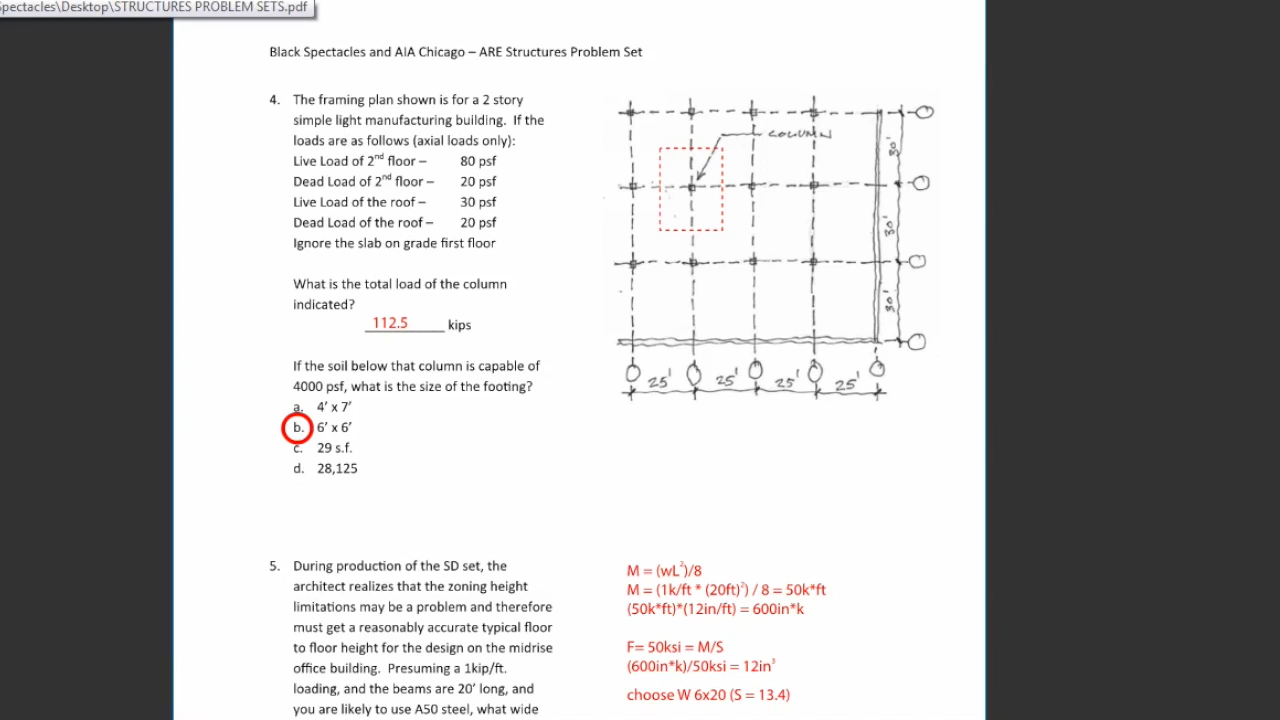 Spectacles\Desktop\STRUCTURES PROBLEM SETS.pdf
Black Spectacles and AIA Chicago – ARE Structures Problem Set
4. The framing plan shown is for a 2 story
simple light manufacturing building. If the
loads are as follows (axial loads only):
Live Load of 2nd floor – 80 psf
Dead Load of 2nd floor – 20 psf
Live Load of the roof – 30 psf
Dead Load of the roof – 20 psf
Ignore the slab on grade first floor
What is the total load of the column
indicated?
112.5 kips
If the soil below that column is capable of
4000 psf, what is the size of the footing?
a. 4’ x 7’
b. 6’ x 6’
c. 29 s.f.
d. 28,125
COLUMN
30'
30'
30'
25' 25' 25' 25'
5. During production of the SD set, the
architect realizes that the zoning height
limitations may be a problem and therefore
must get a reasonably accurate typical floor
to floor height for the design on the midrise
office building. Presuming a 1kip/ft.
loading, and the beams are 20’ long, and
you are likely to use A50 steel, what wide
M = (wL²)/8
M = (1k/ft * (20ft)²) / 8 = 50k*ft
(50k*ft)*(12in/ft) = 600in*k
F= 50ksi = M/S
(600in*k)/50ksi = 12in³
choose W 6x20 (S = 13.4)